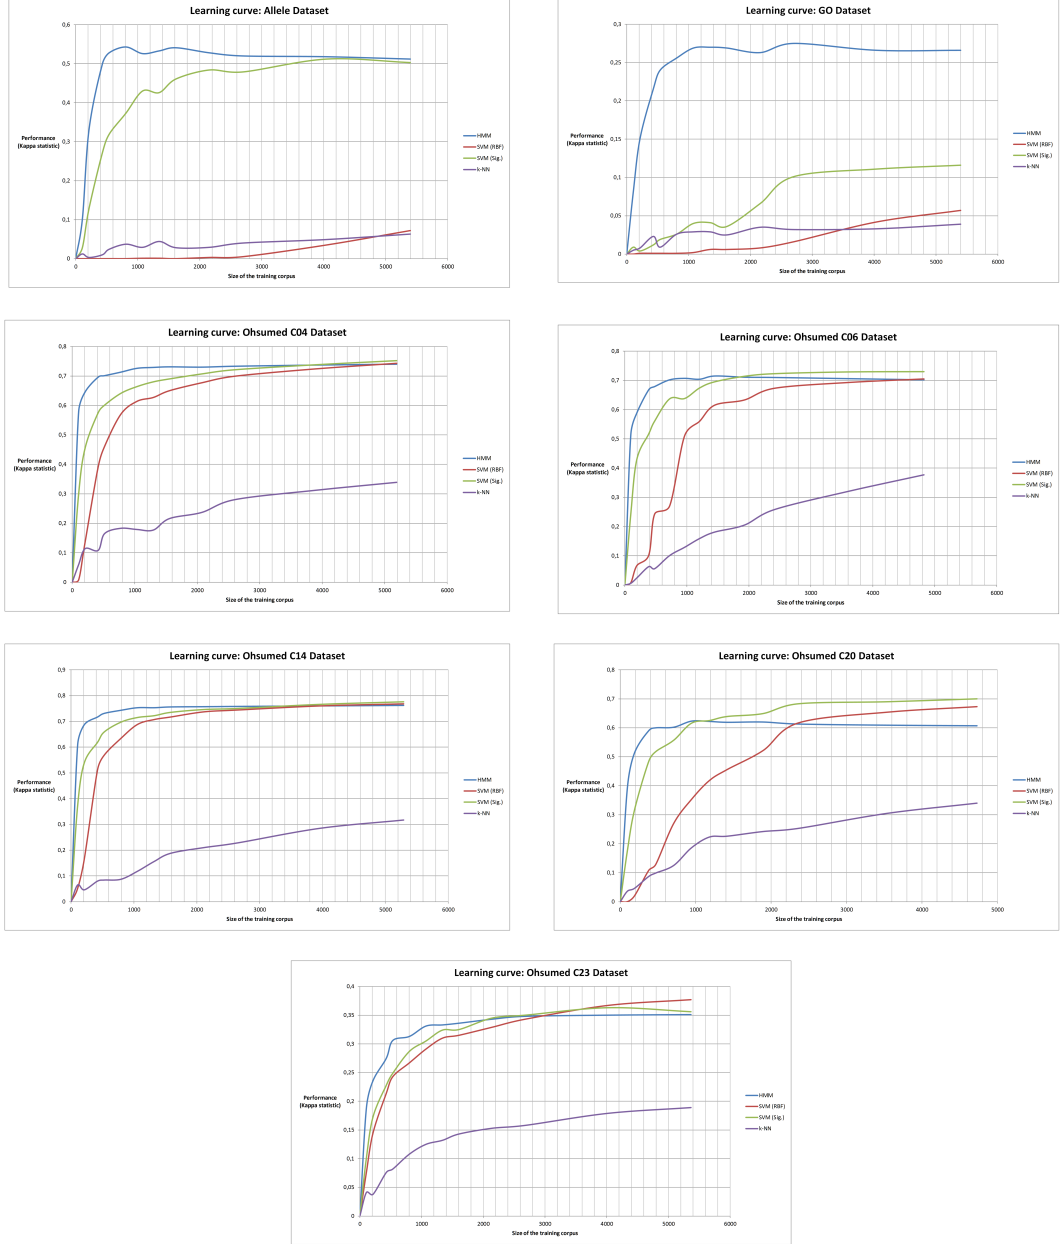 Learning curve: Allele Dataset
0,6
0,5
0,4
0,3
0,2
0,1
0
Performance
(Kappa statistic)
0 1000 2000 3000 4000 5000 6000
Size of the training corpus
HMM
SVM (RBF)
SVM (Sig.)
k-NN
Learning curve: GO Dataset
0,3
0,25
0,2
0,15
0,1
0,05
0
Performance
(Kappa statistic)
0 1000 2000 3000 4000 5000 6000
Size of the training corpus
HMM
SVM (RBF)
SVM (Sig.)
k-NN
Learning curve: Ohsumed C04 Dataset
0,8
0,7
0,6
0,5
0,4
0,3
0,2
0,1
0
Performance
(Kappa statistic)
0 1000 2000 3000 4000 5000 6000
Size of the training corpus
HMM
SVM (RBF)
SVM (Sig.)
k-NN
Learning curve: Ohsumed C06 Dataset
0,8
0,7
0,6
0,5
0,4
0,3
0,2
0,1
0
Performance
(Kappa statistic)
0 1000 2000 3000 4000 5000 6000
Size of the training corpus
HMM
SVM (RBF)
SVM (Sig.)
k-NN
Learning curve: Ohsumed C14 Dataset
0,9
0,8
0,7
0,6
0,5
0,4
0,3
0,2
0,1
0
Performance
(Kappa statistic)
0 1000 2000 3000 4000 5000 6000
Size of the training corpus
HMM
SVM (RBF)
SVM (Sig.)
k-NN
Learning curve: Ohsumed C20 Dataset
0,8
0,7
0,6
0,5
0,4
0,3
0,2
0,1
0
Performance
(Kappa statistic)
0 1000 2000 3000 4000 5000
Size of the training corpus
HMM
SVM (RBF)
SVM (Sig.)
k-NN
Learning curve: Ohsumed C23 Dataset
0,4
0,35
0,3
0,25
0,2
0,15
0,1
0,05
0
Performance
(Kappa statistic)
0 1000 2000 3000 4000 5000 6000
Size of the training corpus
HMM
SVM (RBF)
SVM (Sig.)
k-NN